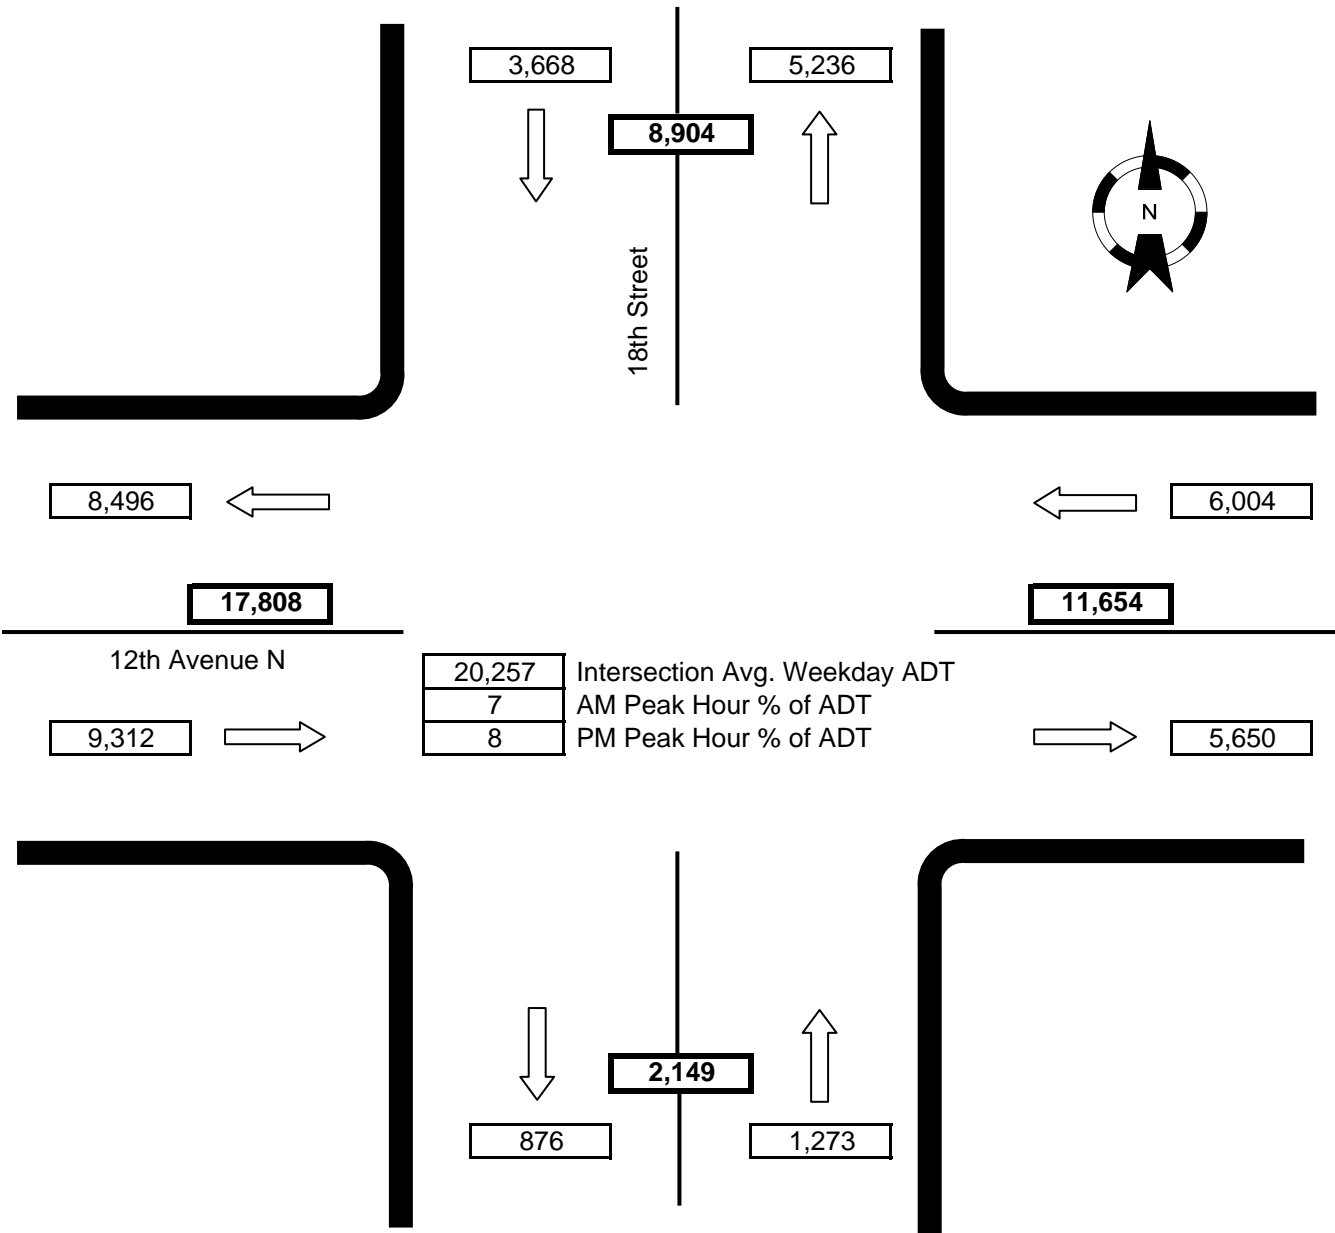 3,668
5,236
8,904
N
18th Street
8,496
6,004
17,808
11,654
12th Avenue N
20,257 Intersection Avg. Weekday ADT
7 AM Peak Hour % of ADT
8 PM Peak Hour % of ADT
9,312
5,650
2,149
876
1,273